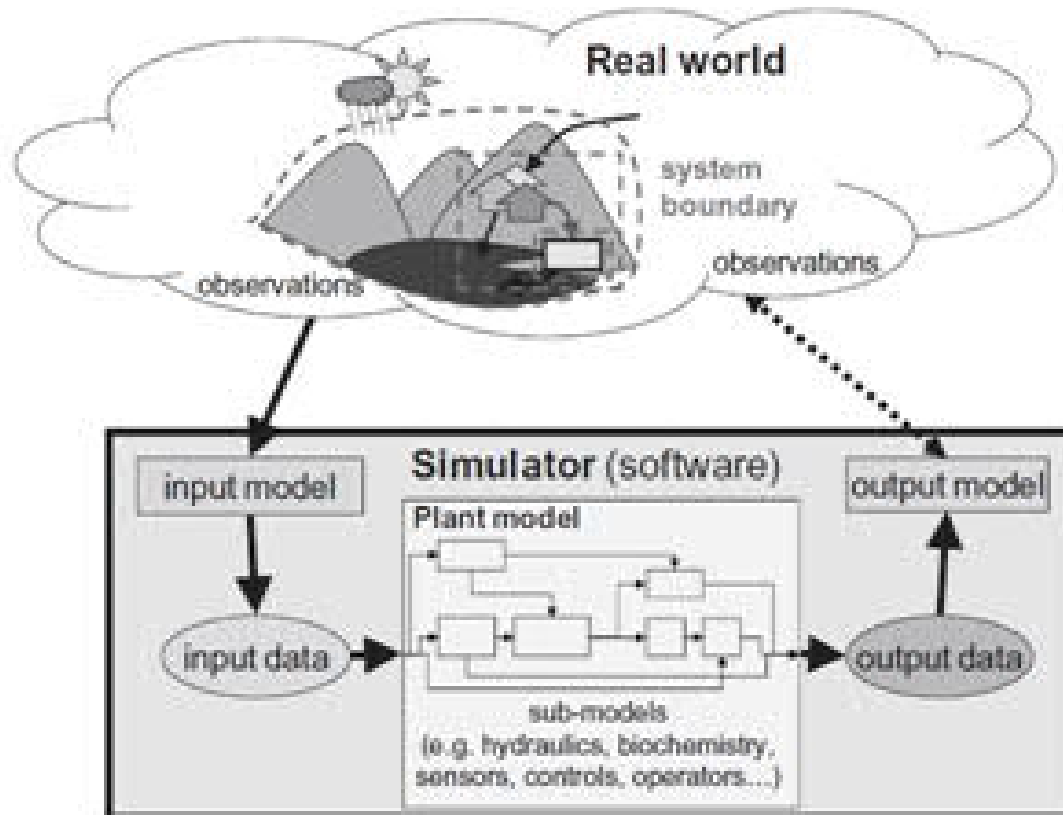 Real world
system
boundary
observations
observations
Simulator (software)
input model
output model
Plant model
input data
output data
sub-models
(e.g. hydraulics, biochemistry,
sensors, controls, operators...)